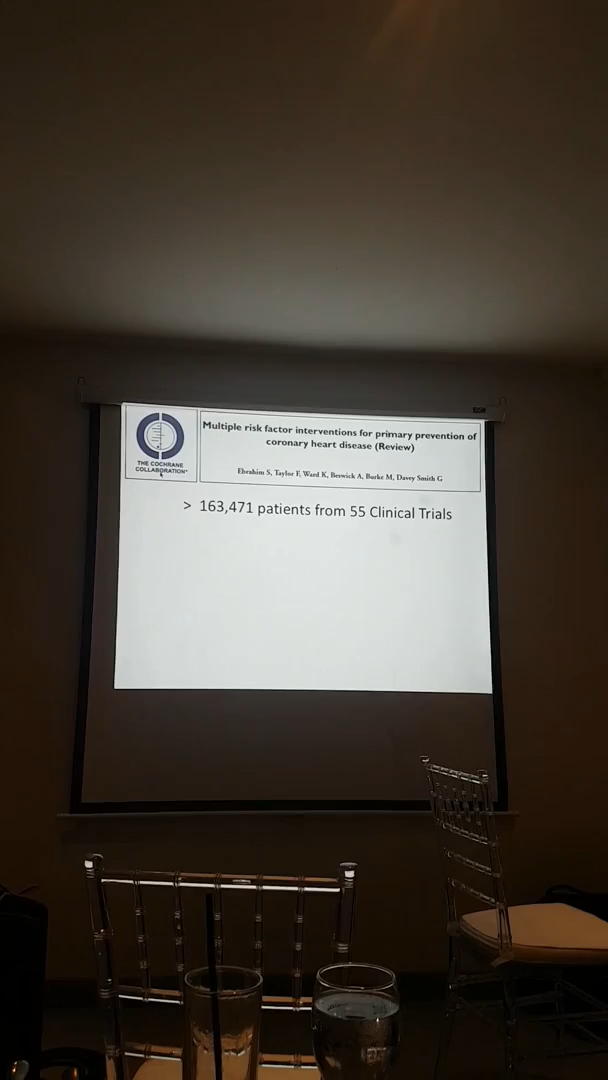 Multiple risk factor interventions for primary prevention of
coronary heart disease (Review)
THE COCHRANE
COLLABORATION®
Ebrahim S, Taylor F, Ward K, Beswick A, Burke M, Davey Smith G
> 163,471 patients from 55 Clinical Trials